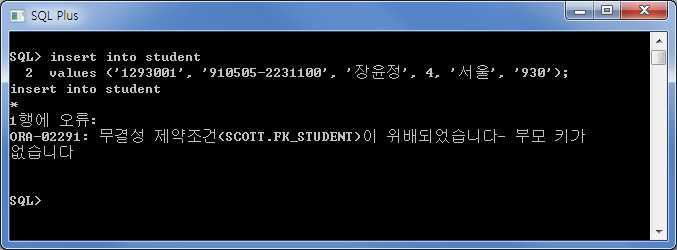 SQL Plus
SQL> insert into student
2 values ('1293001', '910505-2231100', '장윤정', 4, '서울', '930');
insert into student
*
1행에 오류:
ORA-02291: 무결성 제약조건(SCOTT.FK_STUDENT)이 위배되었습니다- 부모 키가
없습니다
SQL>